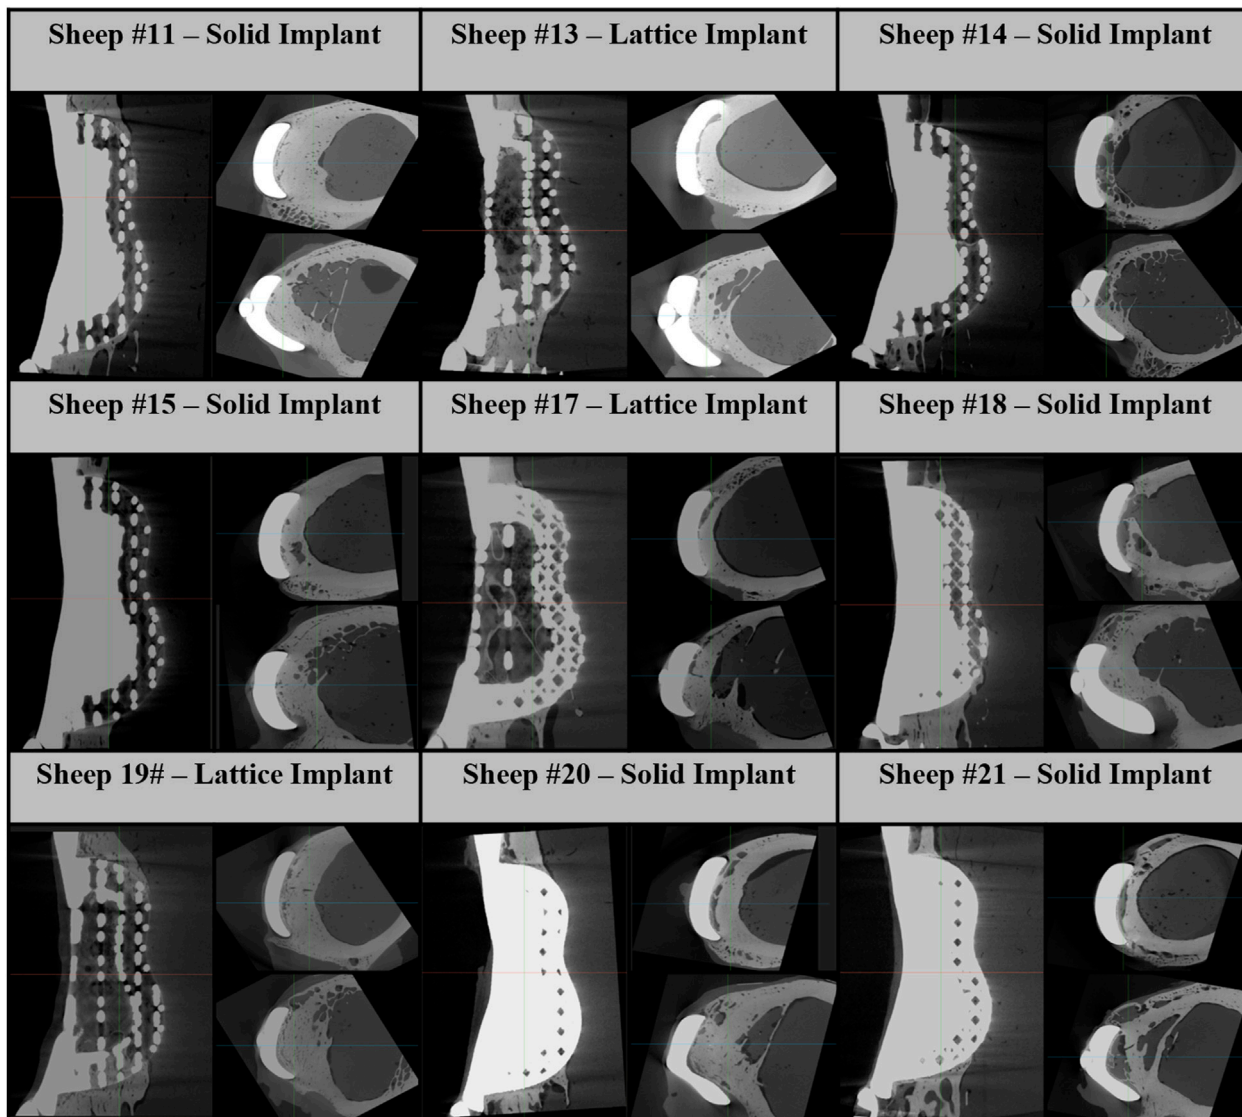 Sheep #11 – Solid Implant
Sheep #13 – Lattice Implant
Sheep #14 – Solid Implant
Sheep #15 – Solid Implant
Sheep #17 – Lattice Implant
Sheep #18 – Solid Implant
Sheep 19# – Lattice Implant
Sheep #20 – Solid Implant
Sheep #21 – Solid Implant